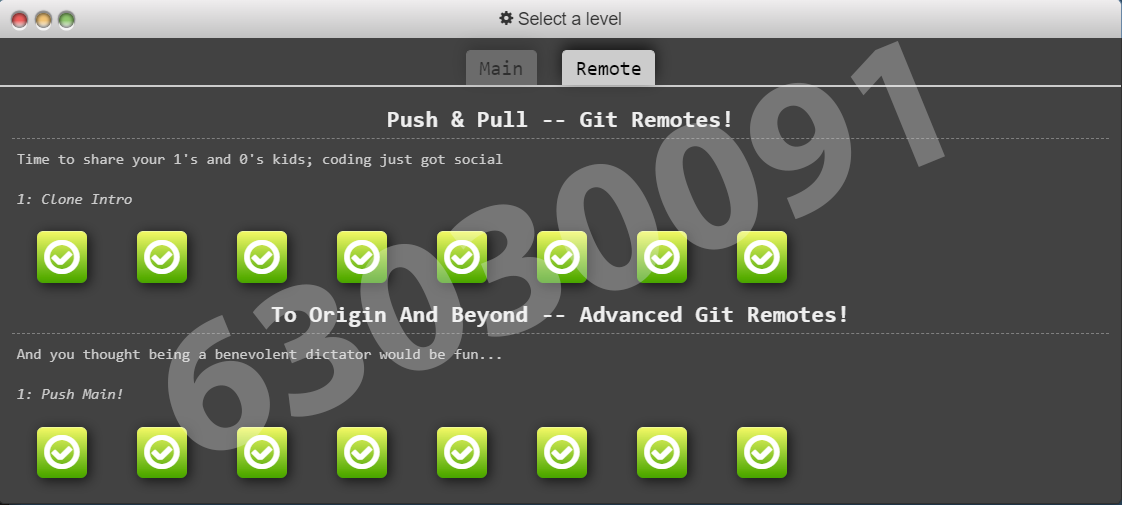 Select a level
Main
Remote
Push & Pull -- Git Remotes!
Time to share your 1's and 0's kids; coding just got social
1: Clone Intro
To Origin And Beyond -- Advanced Git Remotes!
And you thought being a benevolent dictator would be fun...
1: Push Main!
63030091